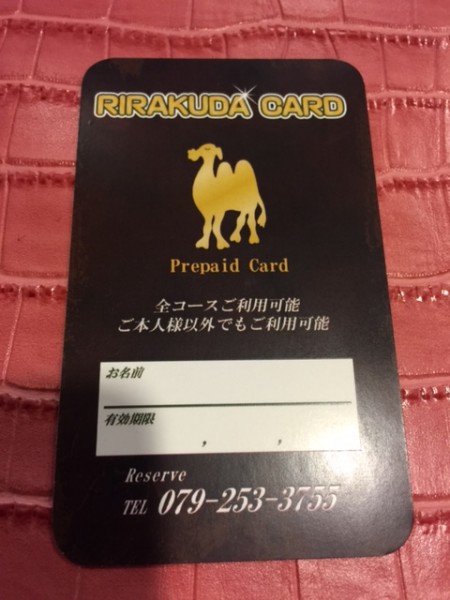 RIRAKUDA CARD
Prepaid Card
全コースご利用可能
ご本人様以外でもご利用可能
お名前
有効期限
, ,
Reserve
TEL 079-253-3755